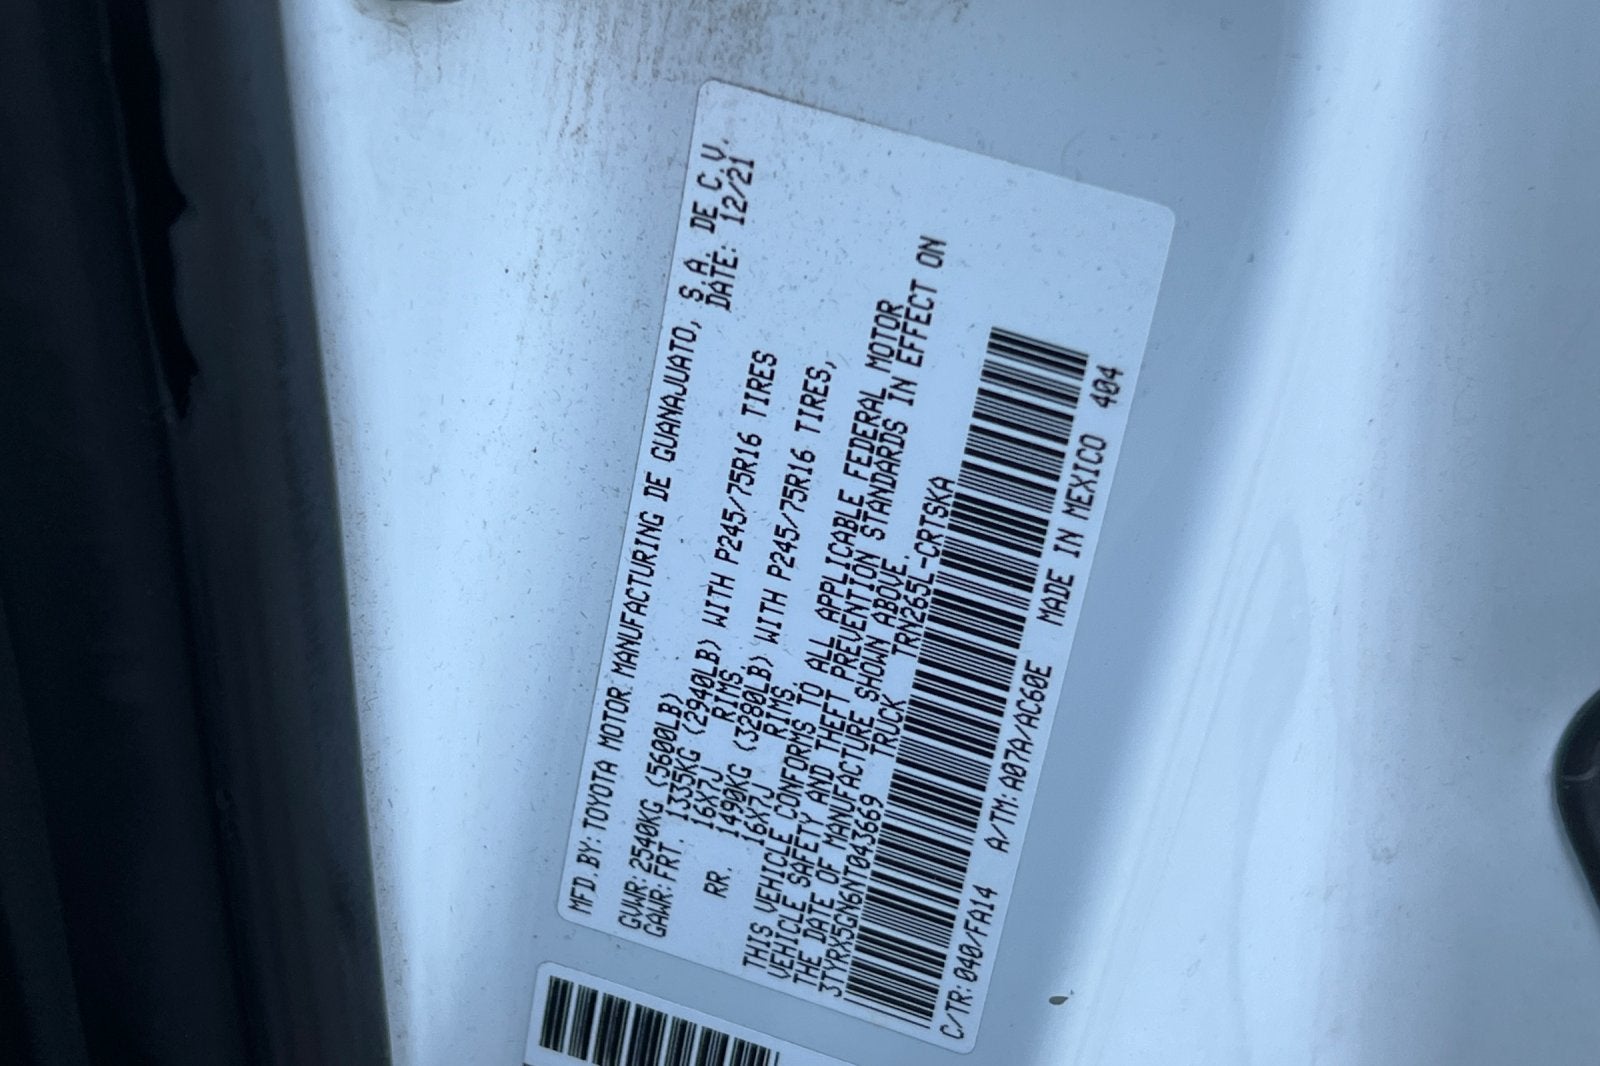 MFD.BY:TOYOTA MOTOR MANUFACTURING DE GUANAJUATO, S.A. DE C.V.
DATE: 12/21
GVWR:2540KG (5600LB)
GAWR:FRT. 1335KG (2940LB) WITH P245/75R16 TIRES
16X7J RIMS
RR. 1490KG (3280LB) WITH P245/75R16 TIRES,
16X7J RIMS,
THIS VEHICLE CONFORMS TO ALL APPLICABLE FEDERAL MOTOR
VEHICLE SAFETY AND THEFT PREVENTION STANDARDS IN EFFECT ON
THE DATE OF MANUFACTURE SHOWN ABOVE.
3TYRX5GN6NT043669 TRUCK TRN265L-CRTSKA
C/TR:040/FA14 A/TM:A07A/AC60E MADE IN MEXICO 404